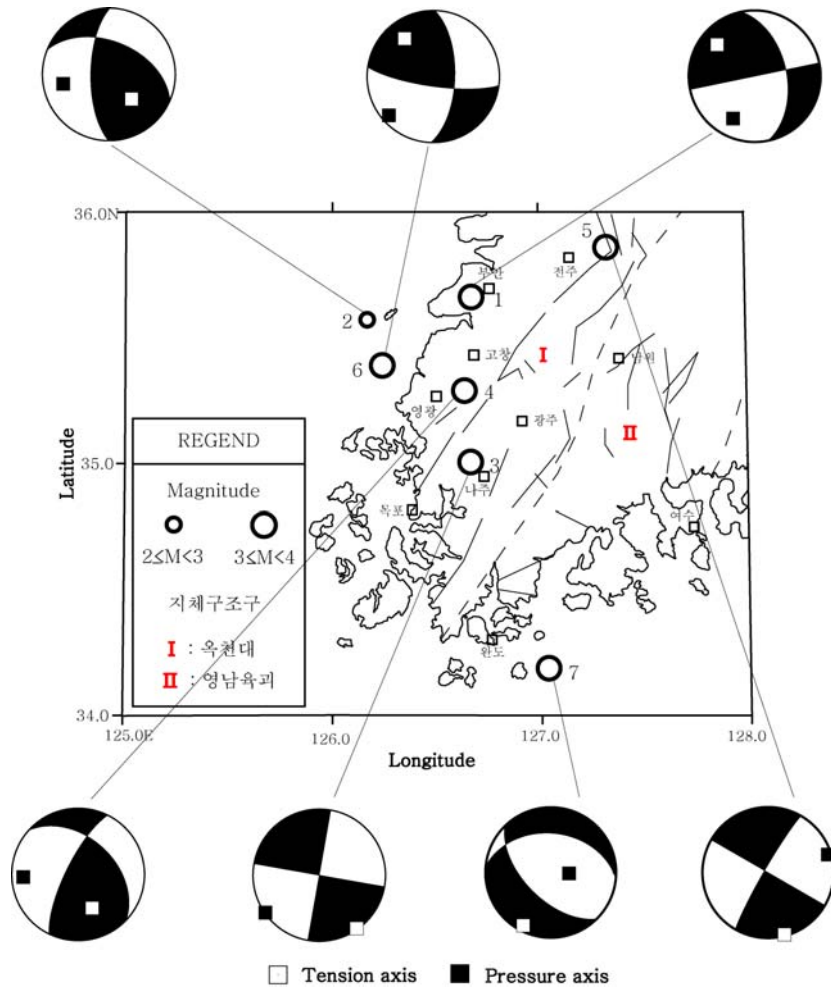 36.0N
5
부안
전주
1
2
고창
I
남원
6
4
영광
광주
II
REGEND
35.0
3
나주
Latitude
Magnitude
목포
여수
2≤M<3
3≤M<4
지체구조구
I : 옥천대
완도
7
II : 영남육괴
34.0
125.0E
126.0
127.0
128.0
Longitude
Tension axis
Pressure axis